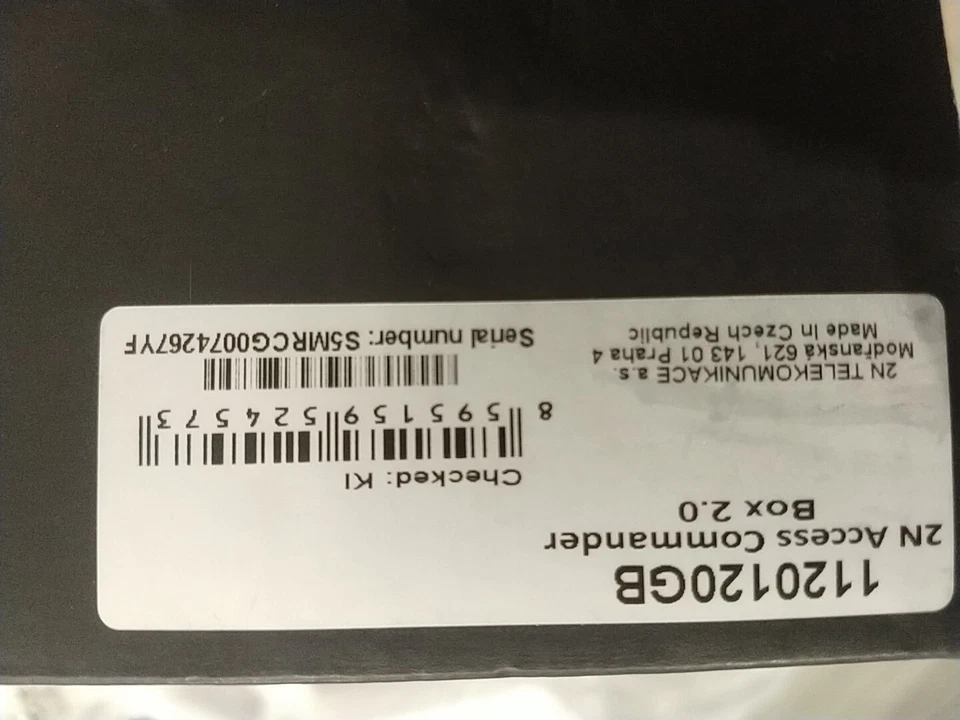 1120120GB
2N Access Commander
Box 2.0
Checked: KI
8 595159 524573
2N TELEKOMUNIKACE a.s.
Modřanská 621, 143 01 Praha 4
Made In Czech Republic
Serial number: S5MRCG0074267YF